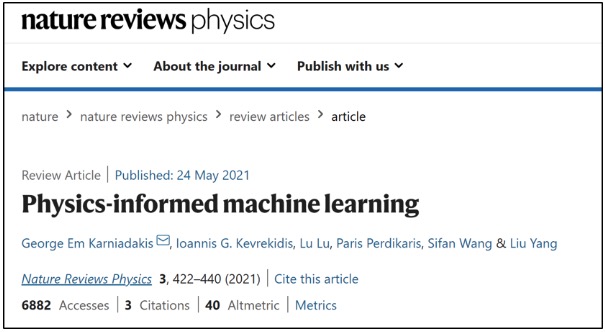 nature reviews physics
Explore content About the journal Publish with us
nature > nature reviews physics > review articles > article
Review Article | Published: 24 May 2021
Physics-informed machine learning
George Em Karniadakis, Ioannis G. Kevrekidis, Lu Lu, Paris Perdikaris, Sifan Wang & Liu Yang
Nature Reviews Physics 3, 422–440 (2021) | Cite this article
6882 Accesses | 3 Citations | 40 Altmetric | Metrics